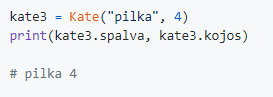 kate3 = Kate("pilka", 4)
print(kate3.spalva, kate3.kojos)
# pilka 4